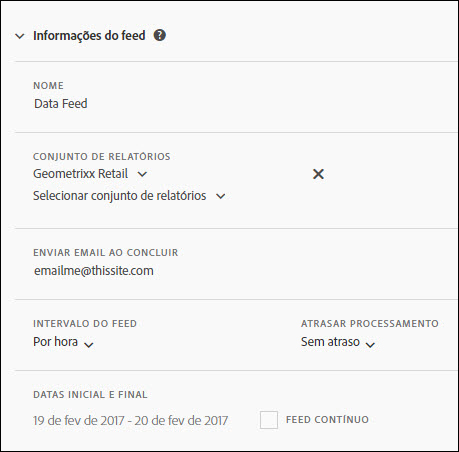 Informações do feed ?
NOME
Data Feed
CONJUNTO DE RELATÓRIOS
Geometrixx Retail
Selecionar conjunto de relatórios
ENVIAR EMAIL AO CONCLUIR
emailme@thissite.com
INTERVALO DO FEED ATRASAR PROCESSAMENTO
Por hora Sem atraso
DATAS INICIAL E FINAL
19 de fev de 2017 - 20 de fev de 2017 FEED CONTÍNUO